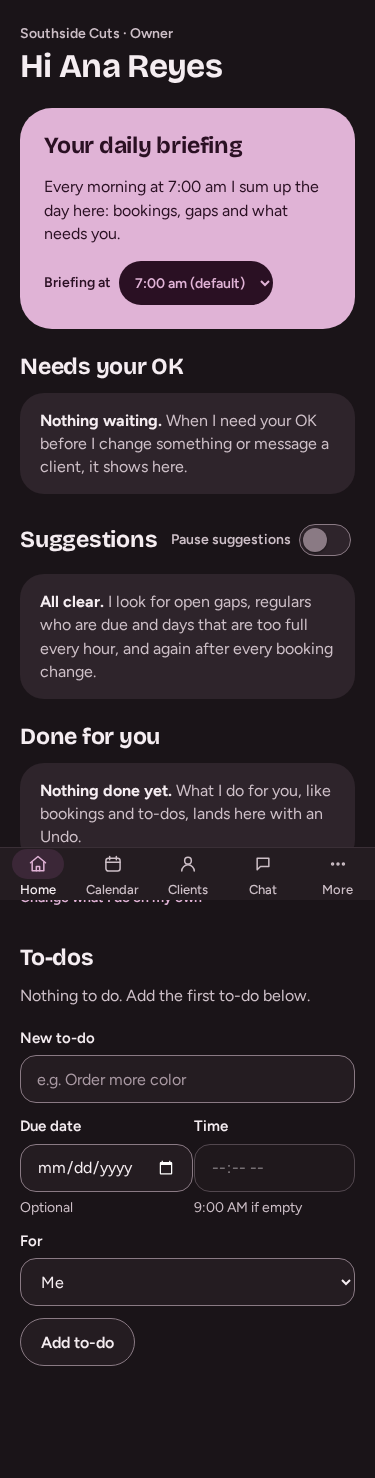 Southside Cuts · Owner
Hi Ana Reyes
Your daily briefing
Every morning at 7:00 am I sum up the
day here: bookings, gaps and what
needs you.
Briefing at
7:00 am (default)
Needs your OK
Nothing waiting. When I need your OK
before I change something or message a
client, it shows here.
Suggestions
Pause suggestions
All clear. I look for open gaps, regulars
who are due and days that are too full
every hour, and again after every booking
change.
Done for you
Nothing done yet. What I do for you, like
bookings and to-dos, lands here with an
Undo.
Home
Calendar
Clients
Chat
More
Change what I do on my own
To-dos
Nothing to do. Add the first to-do below.
New to-do
e.g. Order more color
Due date
Time
mm/dd/yyyy
--:-- --
Optional
9:00 AM if empty
For
Me
Add to-do